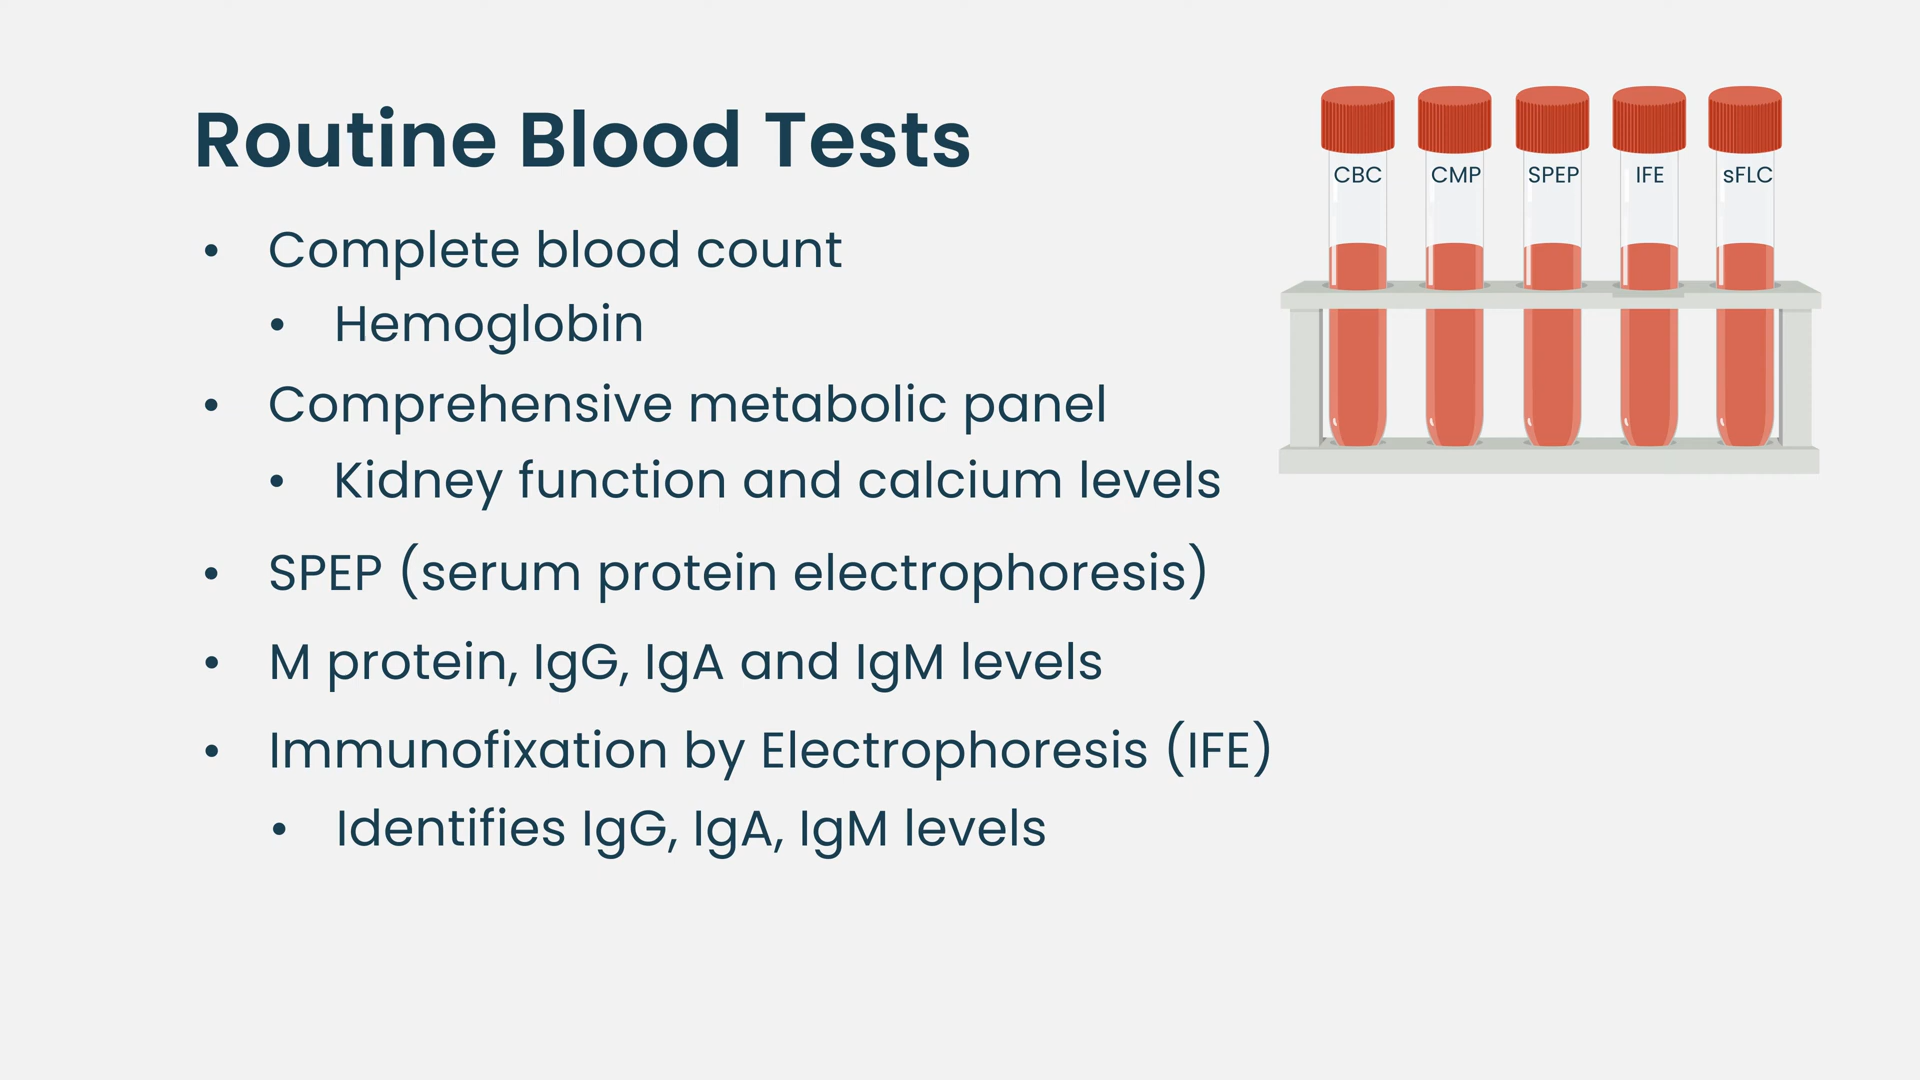 Routine Blood Tests
• Complete blood count
• Hemoglobin
• Comprehensive metabolic panel
• Kidney function and calcium levels
• SPEP (serum protein electrophoresis)
• M protein, IgG, IgA and IgM levels
• Immunofixation by Electrophoresis (IFE)
• Identifies IgG, IgA, IgM levels
CBC
CMP
SPEP
IFE
sFLC